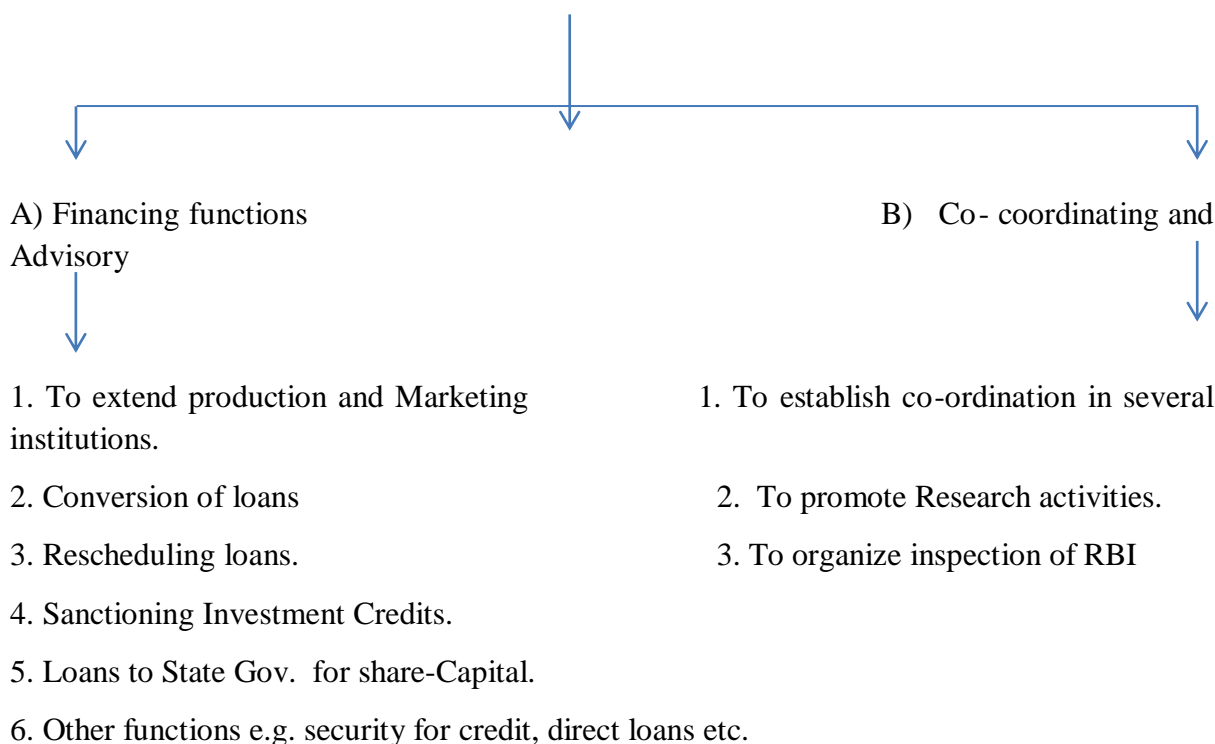 A) Financing functions B) Co- coordinating and
Advisory
1. To extend production and Marketing 1. To establish co-ordination in several
institutions.
2. Conversion of loans 2. To promote Research activities.
3. Rescheduling loans. 3. To organize inspection of RBI
4. Sanctioning Investment Credits.
5. Loans to State Gov. for share-Capital.
6. Other functions e.g. security for credit, direct loans etc.